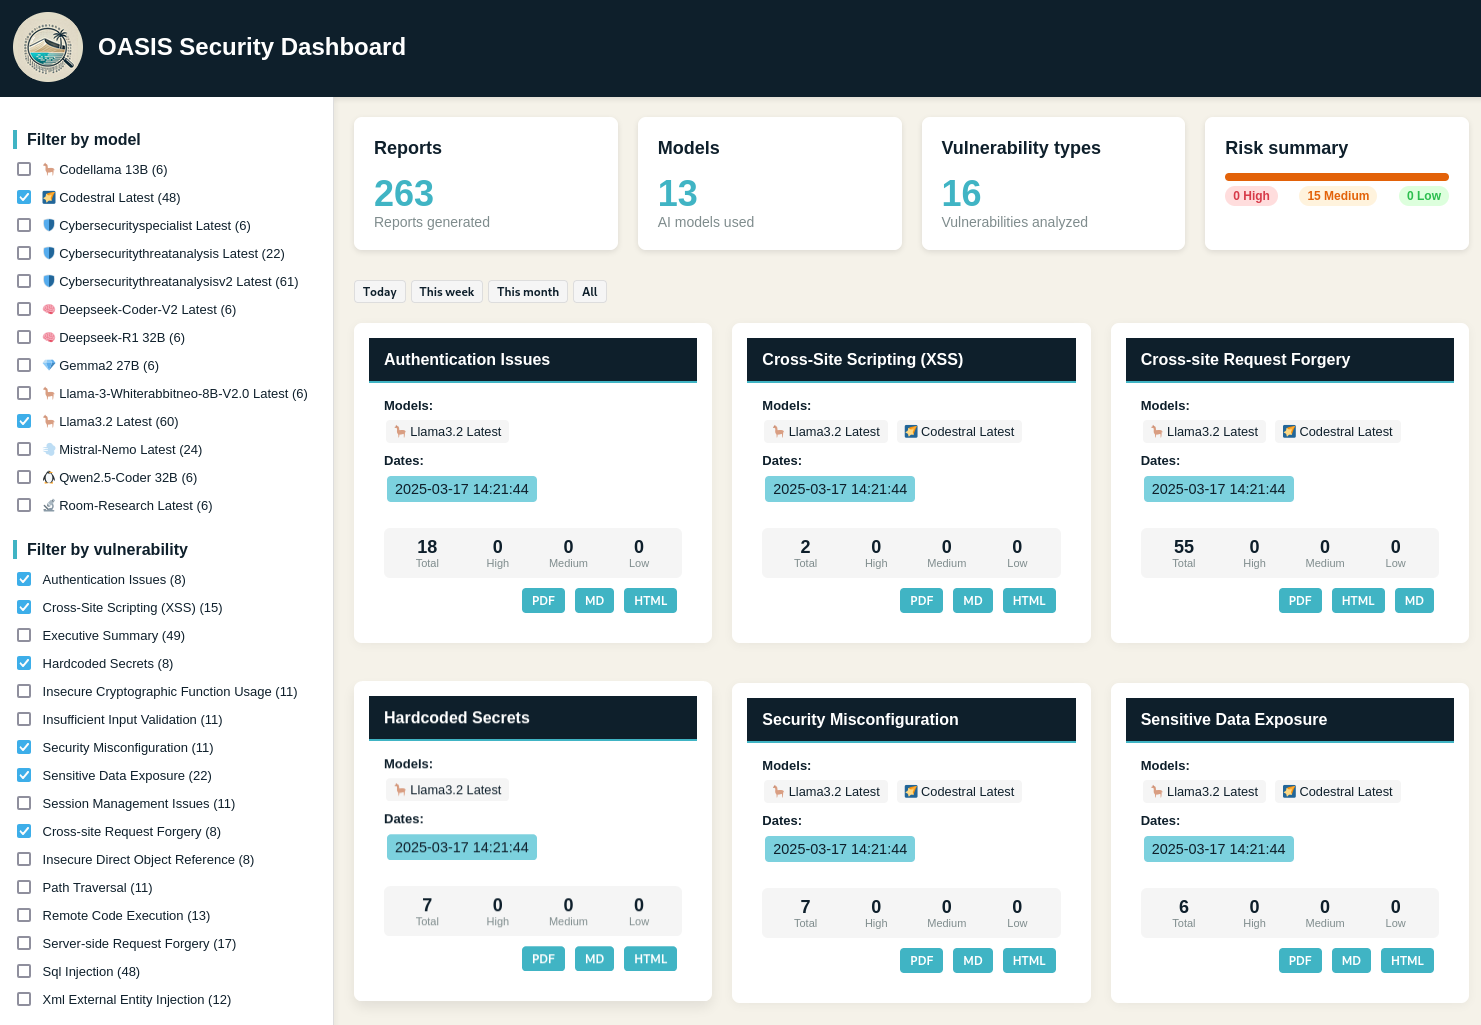 OASIS Security Dashboard
Filter by model
Codellama 13B (6)
Codestral Latest (48)
Cybersecurityspecialist Latest (6)
Cybersecuritythreatanalysis Latest (22)
Cybersecuritythreatanalysisv2 Latest (61)
Deepseek-Coder-V2 Latest (6)
Deepseek-R1 32B (6)
Gemma2 27B (6)
Llama-3-Whiterabbitneo-8B-V2.0 Latest (6)
Llama3.2 Latest (60)
Mistral-Nemo Latest (24)
Qwen2.5-Coder 32B (6)
Room-Research Latest (6)
Filter by vulnerability
Authentication Issues (8)
Cross-Site Scripting (XSS) (15)
Executive Summary (49)
Hardcoded Secrets (8)
Insecure Cryptographic Function Usage (11)
Insufficient Input Validation (11)
Security Misconfiguration (11)
Sensitive Data Exposure (22)
Session Management Issues (11)
Cross-site Request Forgery (8)
Insecure Direct Object Reference (8)
Path Traversal (11)
Remote Code Execution (13)
Server-side Request Forgery (17)
Sql Injection (48)
Xml External Entity Injection (12)
Reports
263
Reports generated
Models
13
AI models used
Vulnerability types
16
Vulnerabilities analyzed
Risk summary
0 High 15 Medium 0 Low
Today This week This month All
Authentication Issues
Models:
Llama3.2 Latest
Dates:
2025-03-17 14:21:44
18 0 0 0
Total High Medium Low
PDF MD HTML
Cross-Site Scripting (XSS)
Models:
Llama3.2 Latest Codestral Latest
Dates:
2025-03-17 14:21:44
2 0 0 0
Total High Medium Low
PDF MD HTML
Cross-site Request Forgery
Models:
Llama3.2 Latest Codestral Latest
Dates:
2025-03-17 14:21:44
55 0 0 0
Total High Medium Low
PDF HTML MD
Hardcoded Secrets
Models:
Llama3.2 Latest
Dates:
2025-03-17 14:21:44
7 0 0 0
Total High Medium Low
PDF MD HTML
Security Misconfiguration
Models:
Llama3.2 Latest Codestral Latest
Dates:
2025-03-17 14:21:44
7 0 0 0
Total High Medium Low
PDF MD HTML
Sensitive Data Exposure
Models:
Llama3.2 Latest Codestral Latest
Dates:
2025-03-17 14:21:44
6 0 0 0
Total High Medium Low
PDF MD HTML